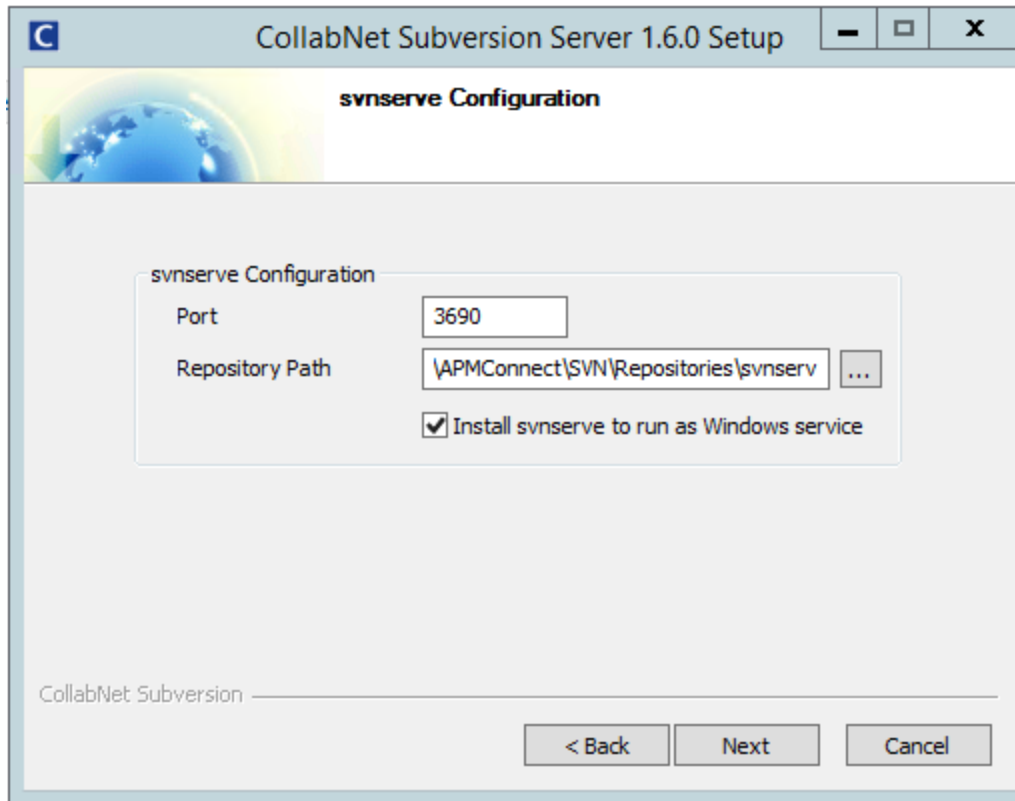 C CollabNet Subversion Server 1.6.0 Setup
svnserve Configuration
svnserve Configuration
Port 3690
Repository Path \APMConnect\SVN\Repositories\svnserv ...
Install svnserve to run as Windows service
CollabNet Subversion
< Back Next Cancel